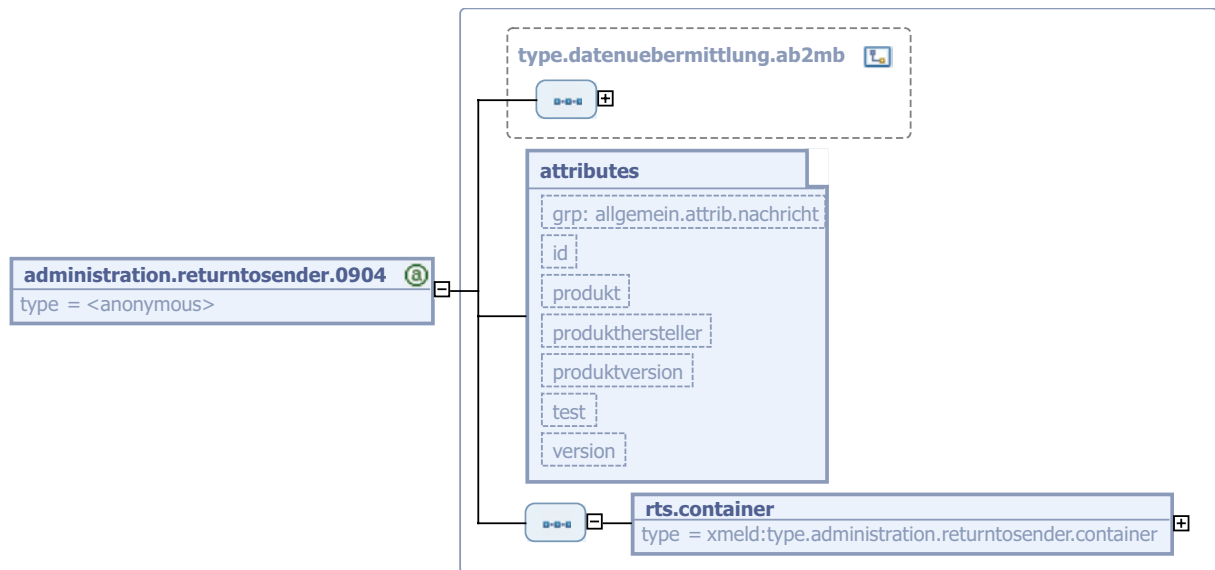 type.datenuebermittlung.ab2mb
attributes
grp: allgemein.attrib.nachricht
id
administration.returntosender.0904
type = <anonymous>
produkt
produkthersteller
produktversion
test
version
rts.container
type = xmeld:type.administration.returntosender.container